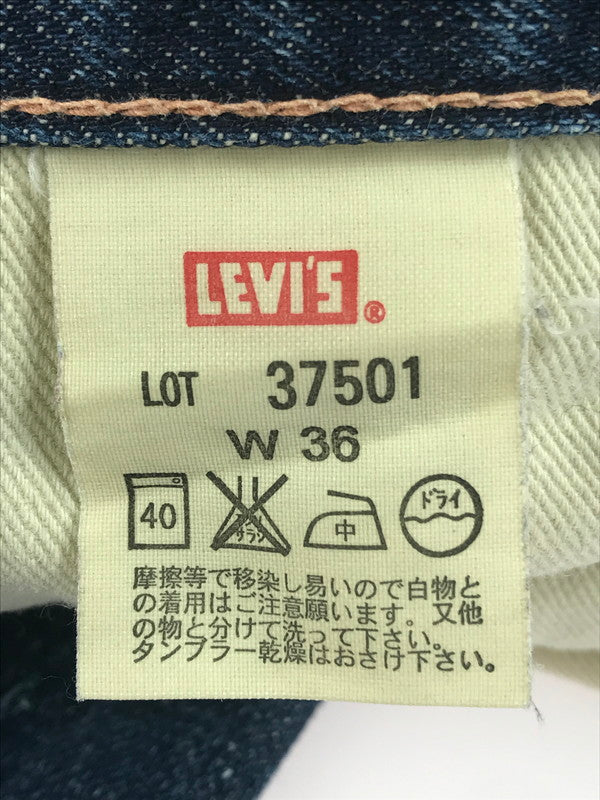 LEVI'S®
LOT 37501
W 36
40 サラシ 中 ドライ
摩擦等で移染し易いので白物と
の着用はご注意願います。又他
の物と分けて洗って下さい。
タンブラー乾燥はおさけ下さい。